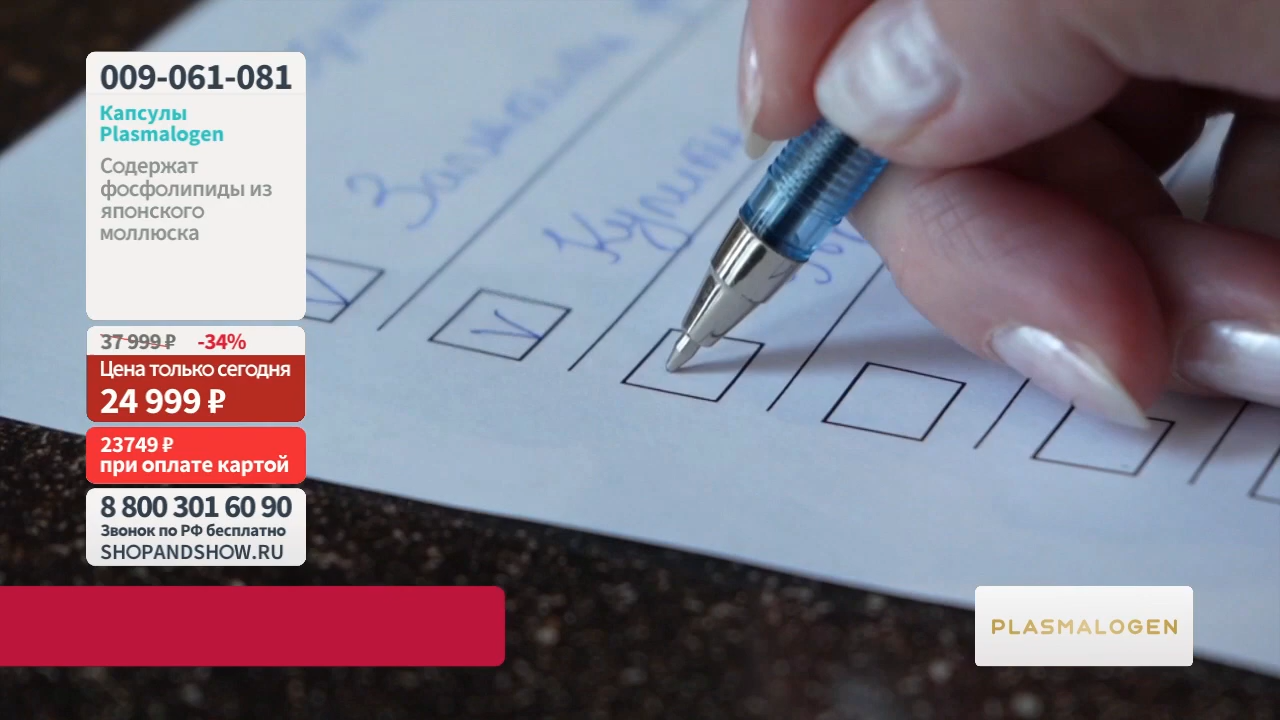 009-061-081
Капсулы
Plasmalogen
Содержат
фосфолипиды из
японского
моллюска
37 999 ₽ -34%
Цена только сегодня
24 999 ₽
23749 ₽
при оплате картой
8 800 301 60 90
Звонок по РФ бесплатно
SHOPANDSHOW.RU
Купить
V
V
PLASMALOGEN